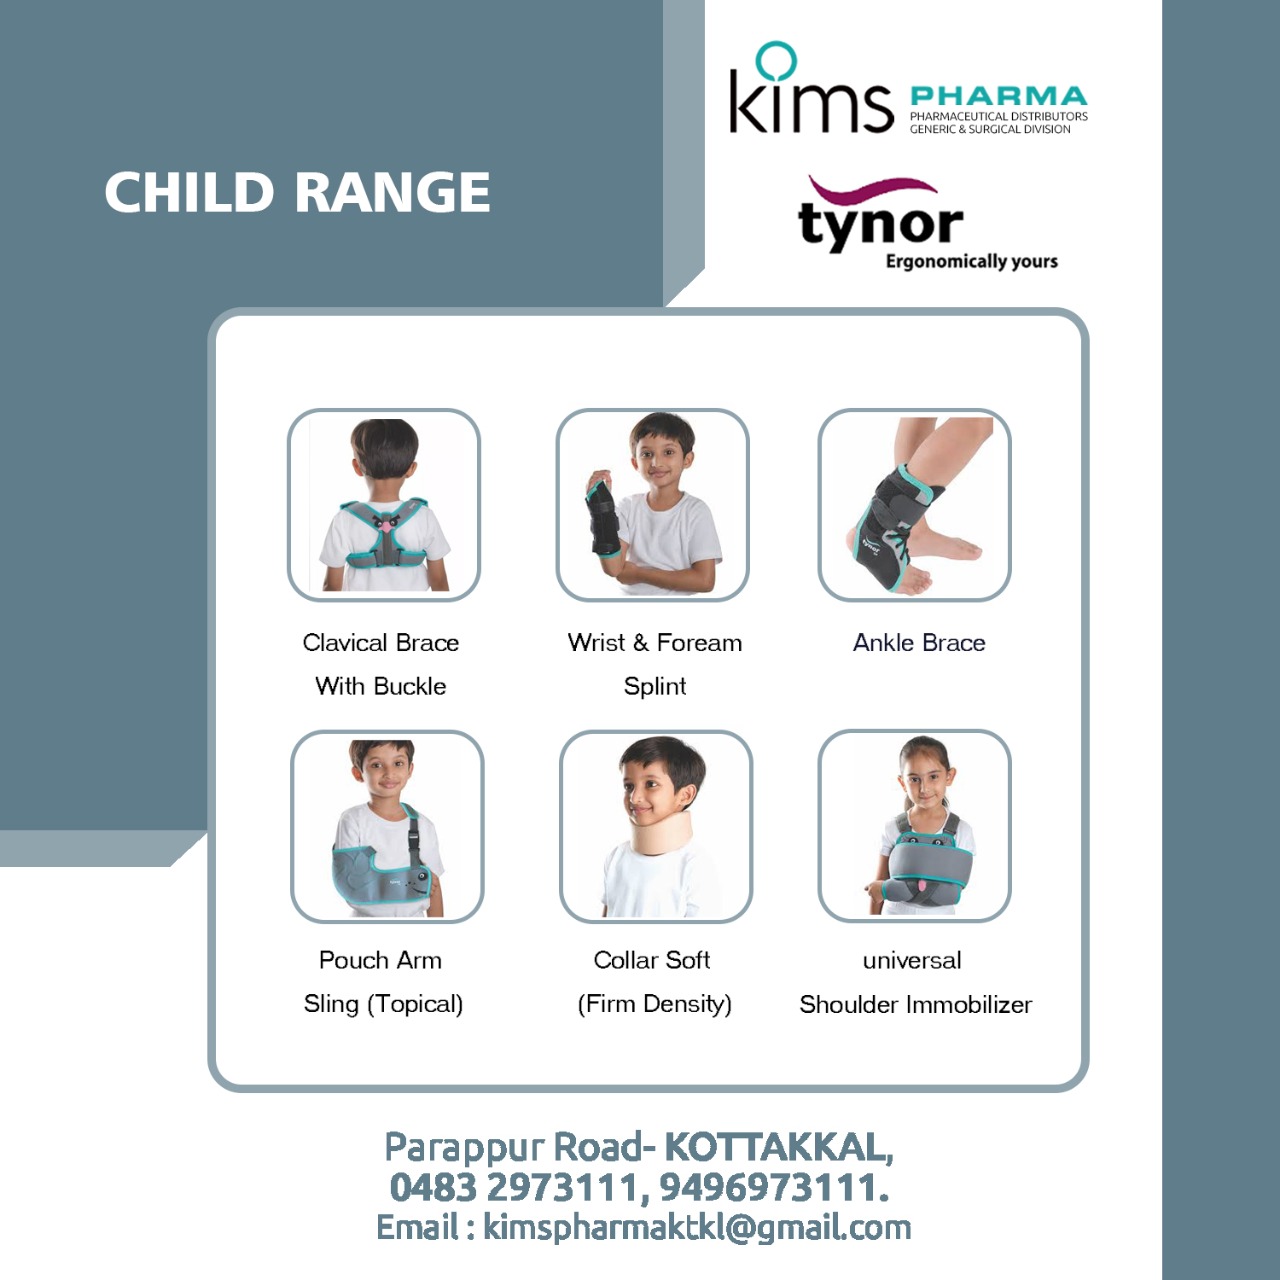 CHILD RANGE
kims PHARMA
PHARMACEUTICAL DISTRIBUTORS
GENERIC & SURGICAL DIVISION
tynor
Ergonomically yours
Clavical Brace
With Buckle
Wrist & Foream
Splint
Ankle Brace
tynor
tynor
Pouch Arm
Sling (Topical)
Collar Soft
(Firm Density)
universal
Shoulder Immobilizer
Parappur Road- KOTTAKKAL,
0483 2973111, 9496973111.
Email : kimspharmaktkl@gmail.com